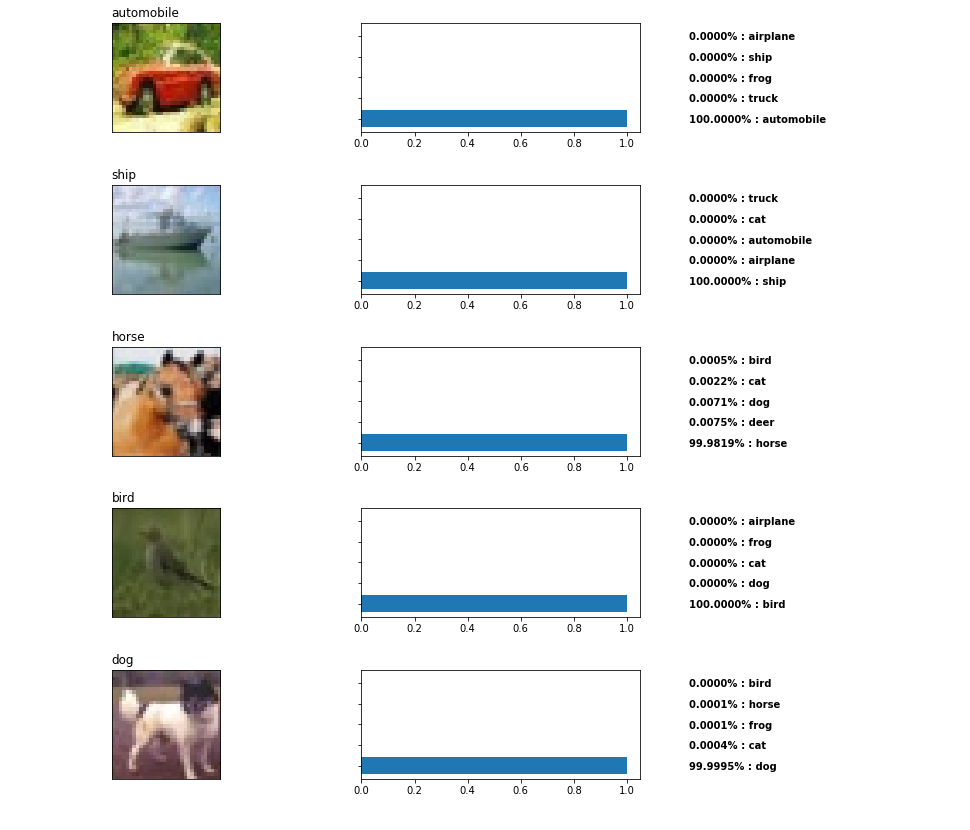 automobile
0.0000% : airplane
0.0000% : ship
0.0000% : frog
0.0000% : truck
100.0000% : automobile
0.0 0.2 0.4 0.6 0.8 1.0
ship
0.0000% : truck
0.0000% : cat
0.0000% : automobile
0.0000% : airplane
100.0000% : ship
0.0 0.2 0.4 0.6 0.8 1.0
horse
0.0005% : bird
0.0022% : cat
0.0071% : dog
0.0075% : deer
99.9819% : horse
0.0 0.2 0.4 0.6 0.8 1.0
bird
0.0000% : airplane
0.0000% : frog
0.0000% : cat
0.0000% : dog
100.0000% : bird
0.0 0.2 0.4 0.6 0.8 1.0
dog
0.0000% : bird
0.0001% : horse
0.0001% : frog
0.0004% : cat
99.9995% : dog
0.0 0.2 0.4 0.6 0.8 1.0